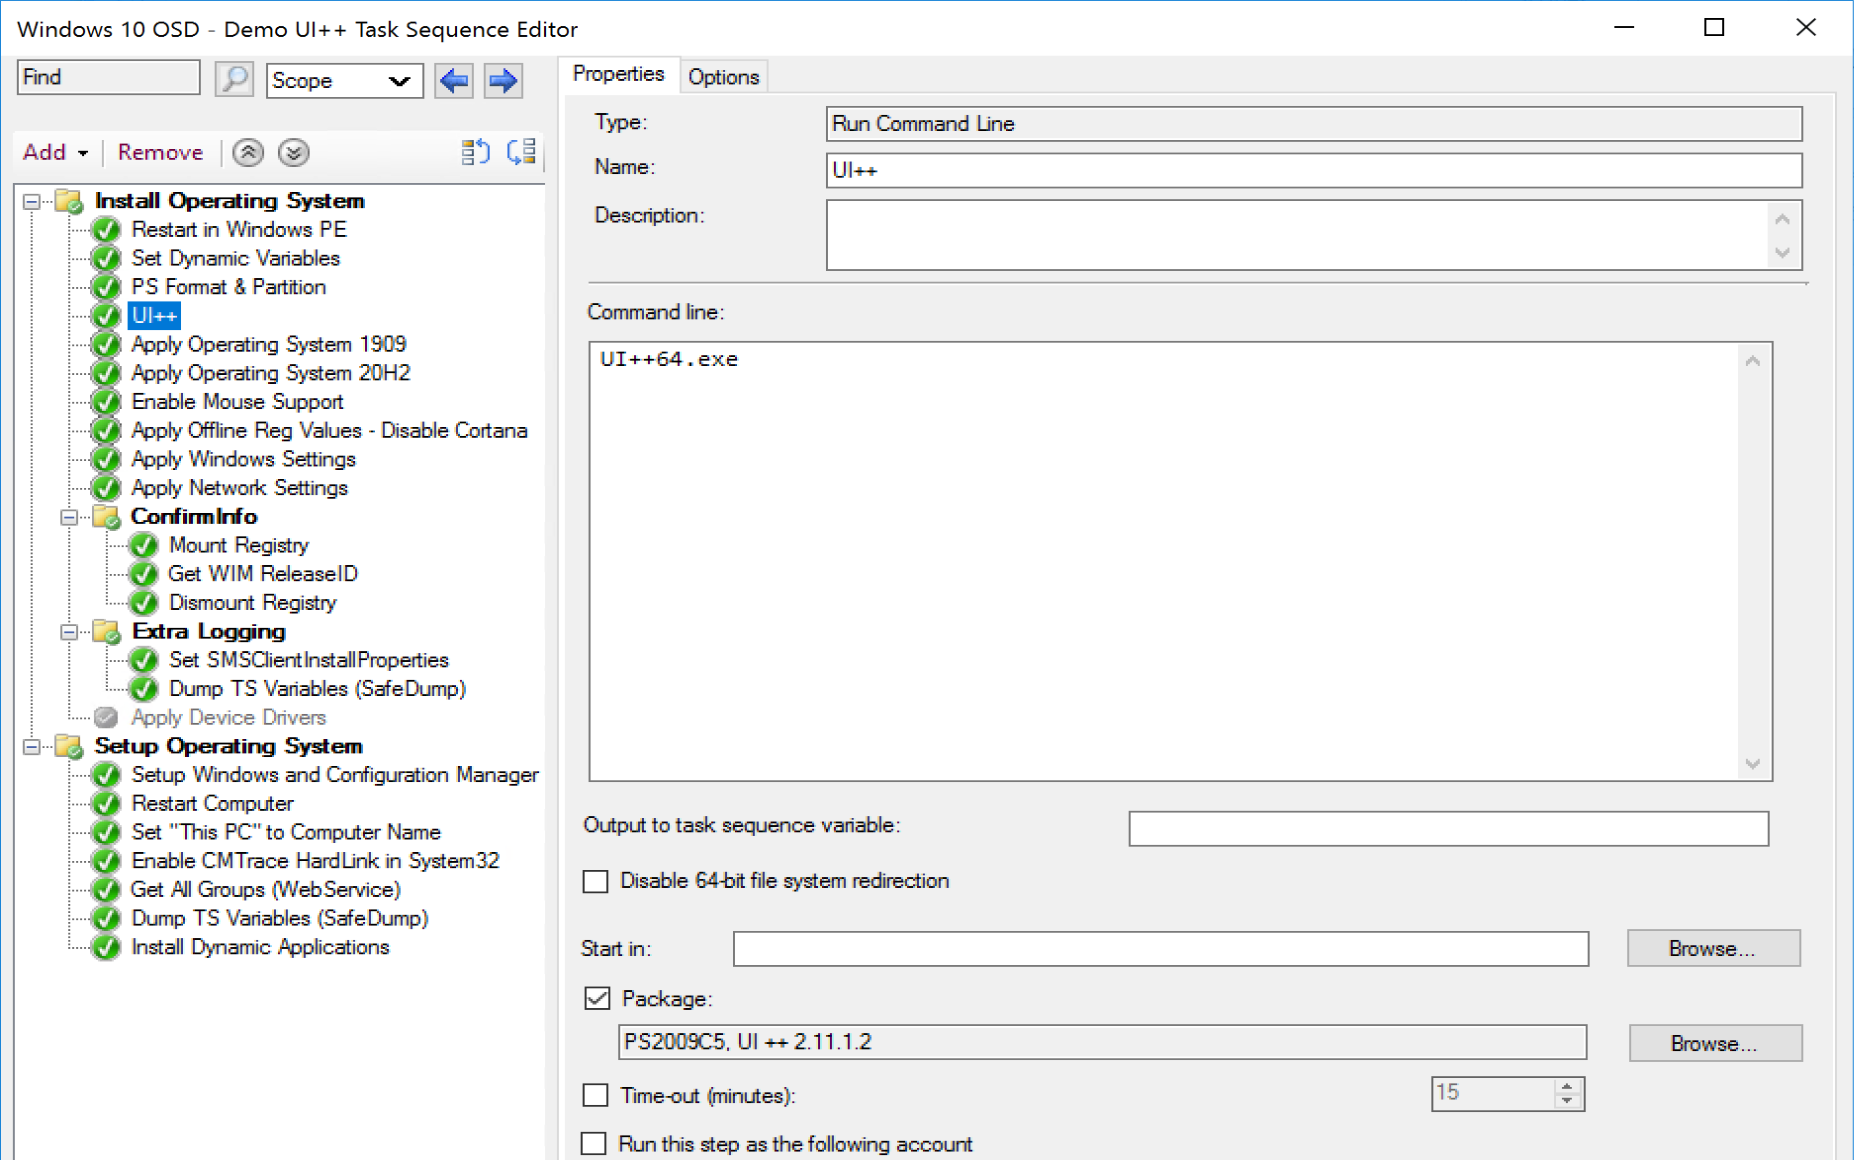 Windows 10 OSD - Demo UI++ Task Sequence Editor
Find
Scope
Add
Remove
Install Operating System
Restart in Windows PE
Set Dynamic Variables
PS Format & Partition
UI++
Apply Operating System 1909
Apply Operating System 20H2
Enable Mouse Support
Apply Offline Reg Values - Disable Cortana
Apply Windows Settings
Apply Network Settings
ConfirmInfo
Mount Registry
Get WIM ReleaseID
Dismount Registry
Extra Logging
Set SMSClientInstallProperties
Dump TS Variables (SafeDump)
Apply Device Drivers
Setup Operating System
Setup Windows and Configuration Manager
Restart Computer
Set "This PC" to Computer Name
Enable CMTrace HardLink in System32
Get All Groups (WebService)
Dump TS Variables (SafeDump)
Install Dynamic Applications
Properties
Options
Type:
Run Command Line
Name:
UI++
Description:
Command line:
UI++64.exe
Output to task sequence variable:
Disable 64-bit file system redirection
Start in:
Browse...
Package:
PS2009C5, UI ++ 2.11.1.2
Browse...
Time-out (minutes):
15
Run this step as the following account